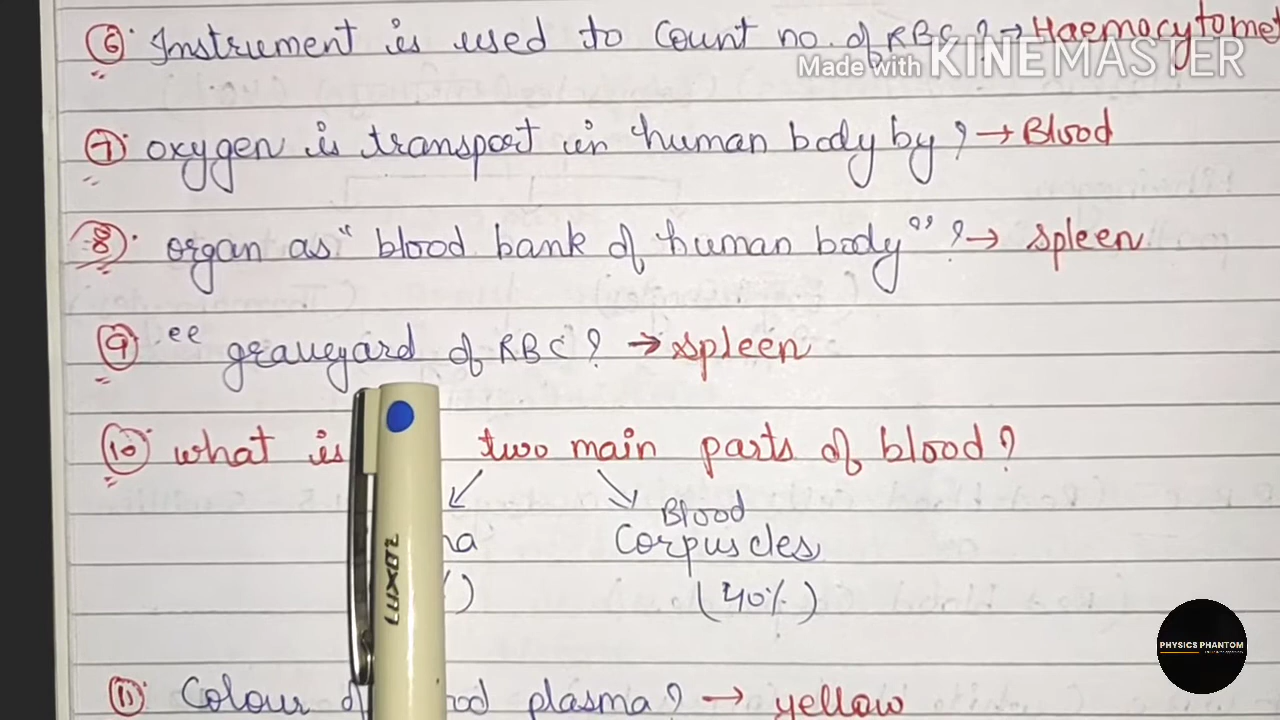 ⑥ Instrument is used to Count no. of RBC? → Haemocytomet
Made with KINEMASTER
⑦ oxygen is transport in human body by? → Blood
⑧ organ as "blood bank of human body"? → spleen
⑨ " graveyard of RBC? → spleen
⑩ what is two main parts of blood?
Blood
Corpuscles
(40%)
LUXOR
PHYSICS PHANTOM
⑪ Colour plasma? → yellow